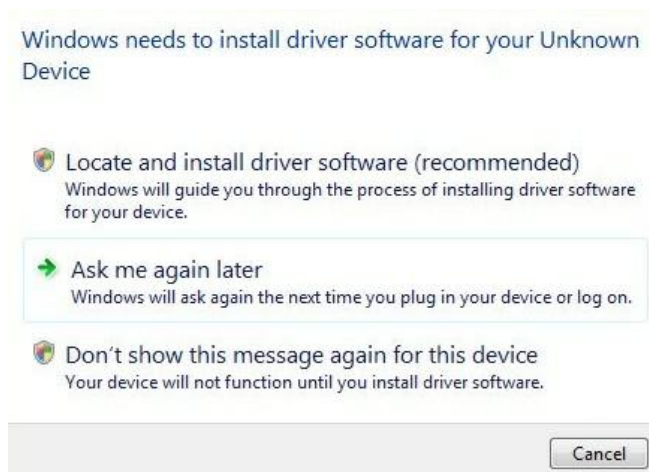 Windows needs to install driver software for your Unknown
Device
Locate and install driver software (recommended)
Windows will guide you through the process of installing driver software
for your device.
Ask me again later
Windows will ask again the next time you plug in your device or log on.
Don't show this message again for this device
Your device will not function until you install driver software.
Cancel